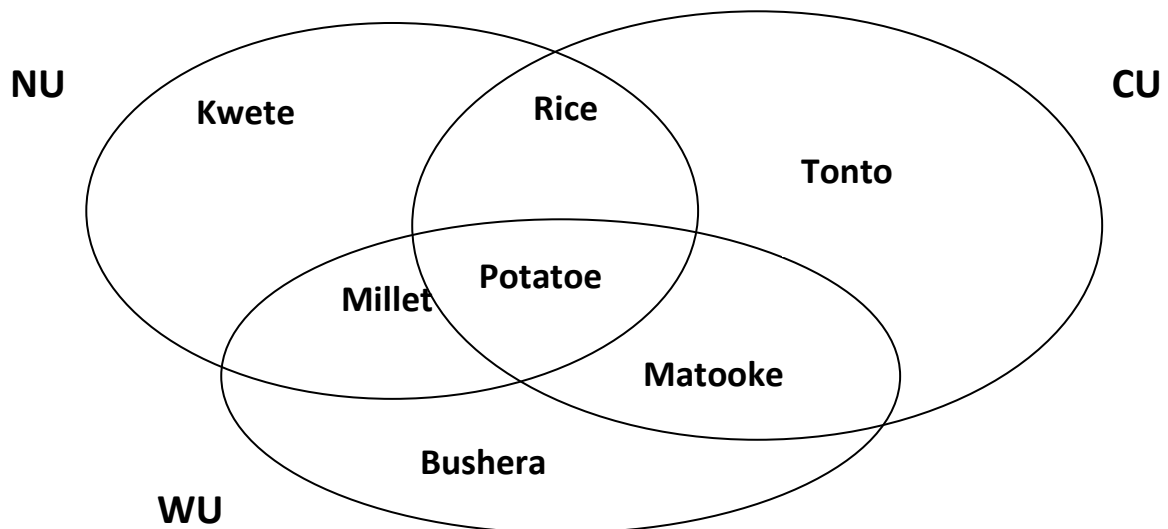 NU
CU
Kwete
Rice
Tonto
Millet
Potatoe
Matooke
Bushera
WU